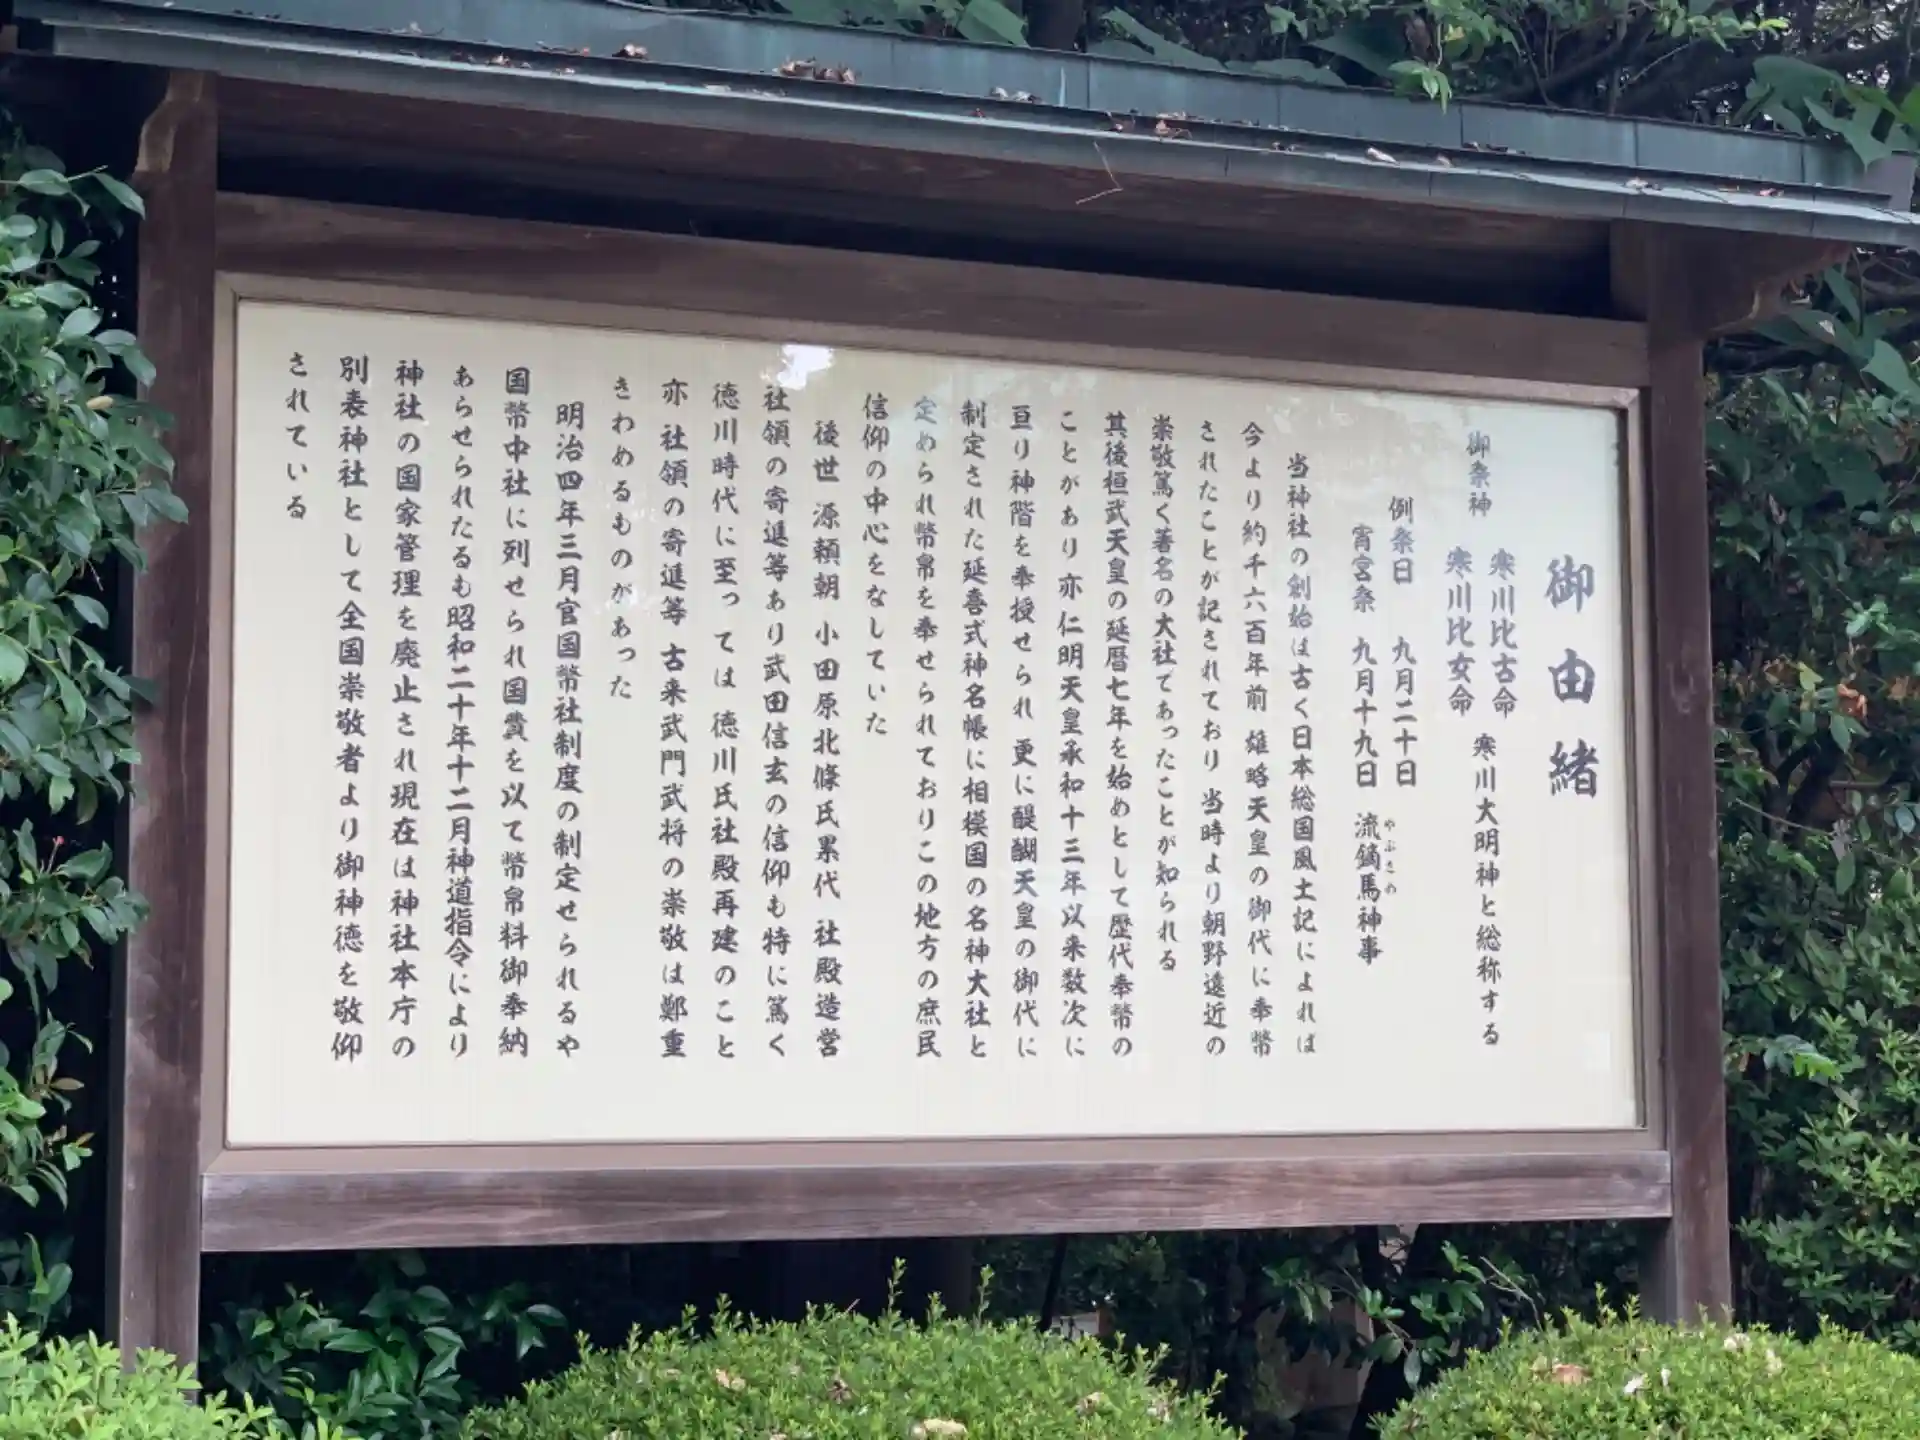 御由緒
御祭神 寒川比古命 寒川大明神と総称する
寒川比女命
例祭日 九月二十日
宵宮祭 九月十九日 流鏑馬神事
やぶさめ
当神社の創始は古く日本総国風土記によれば
今より約千六百年前 雄略天皇の御代に奉幣
されたことが記されており 当時より朝野遠近の
崇敬篤く著名の大社であったことが知られる
其後桓武天皇の延暦七年を始めとして歴代奉幣の
ことがあり亦仁明天皇承和十三年以来数次に
亘り神階を奉授せられ 更に醍醐天皇の御代に
制定された延喜式神名帳に相模国の名神大社と
定められ幣帛を奉せられておりこの地方の庶民
信仰の中心をなしていた
後世 源頼朝 小田原北條氏累代 社殿造営
社領の寄進等あり武田信玄の信仰も特に篤く
徳川時代に至っては 徳川氏社殿再建のこと
亦 社領の寄進等 古来武門武将の崇敬は鄭重
きわめるものがあった
明治四年三月官国幣社制度の制定せられるや
国幣中社に列せられ国費を以て幣帛料御奉納
あらせられたるも昭和二十年十二月神道指令により
神社の国家管理を廃止され現在は神社本庁の
別表神社として全国崇敬者より御神徳を敬仰
されている